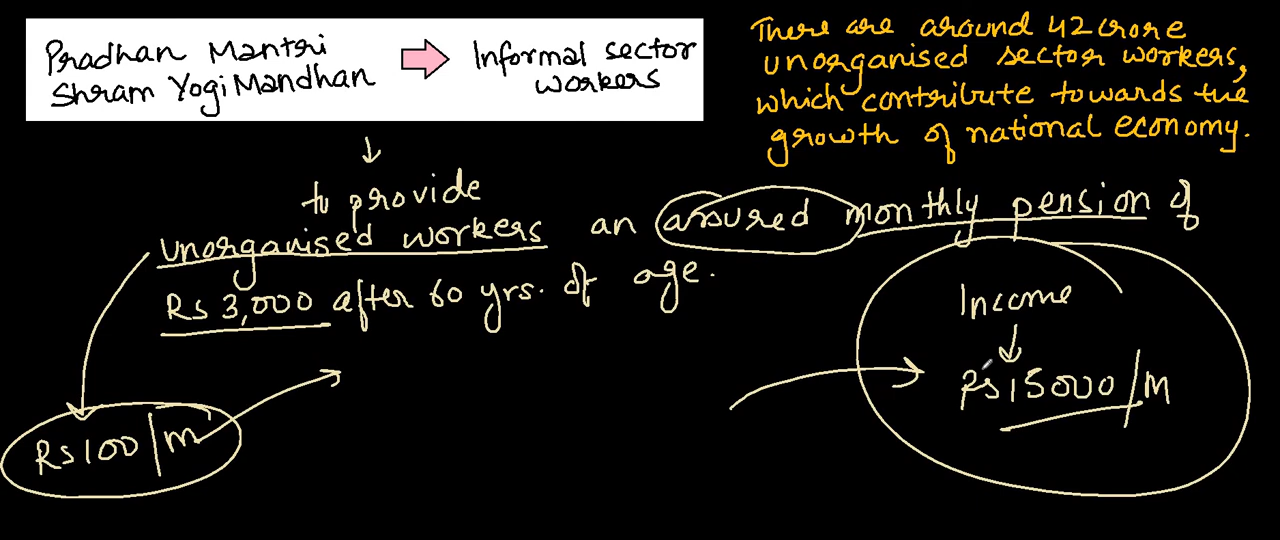 Pradhan Mantri
Shram Yogi Mandhan
Informal sector
workers
There are around 42 crore
unorganised sector workers,
which contribute towards the
growth of national economy.
to provide
unorganised workers an assured monthly pension of
Rs 3,000 after 60 yrs. of age.
Income
Rs 15000/m
Rs 100/m